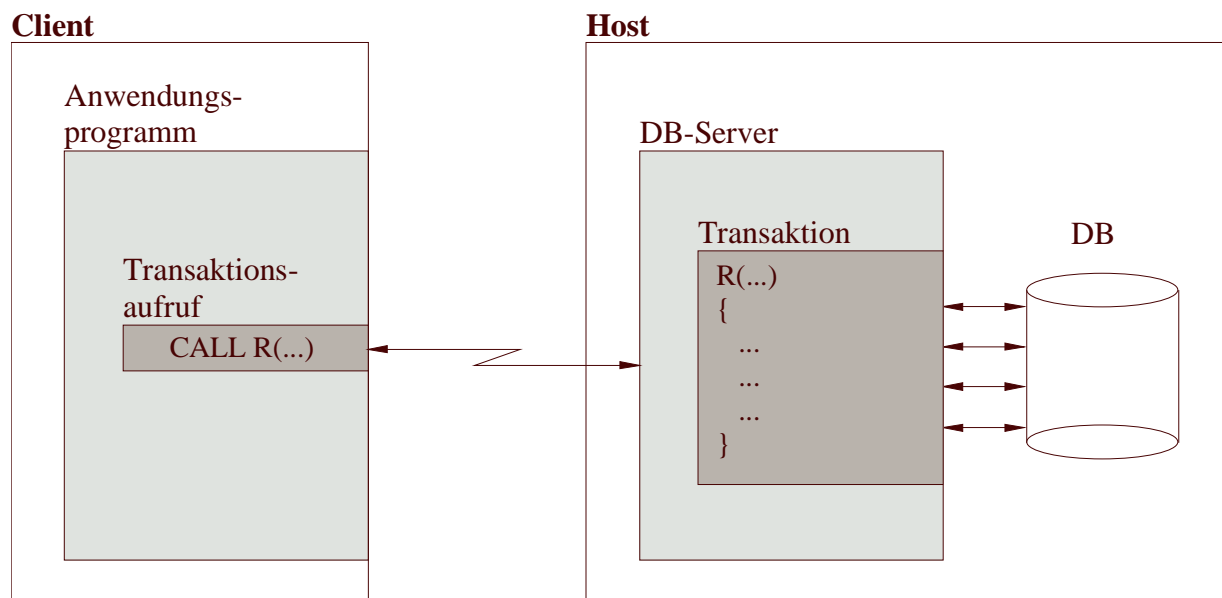 Client
Anwendungs-
programm
Transaktions-
aufruf
CALL R(...)
Host
DB-Server
Transaktion
R(...)
{
...
...
...
}
DB